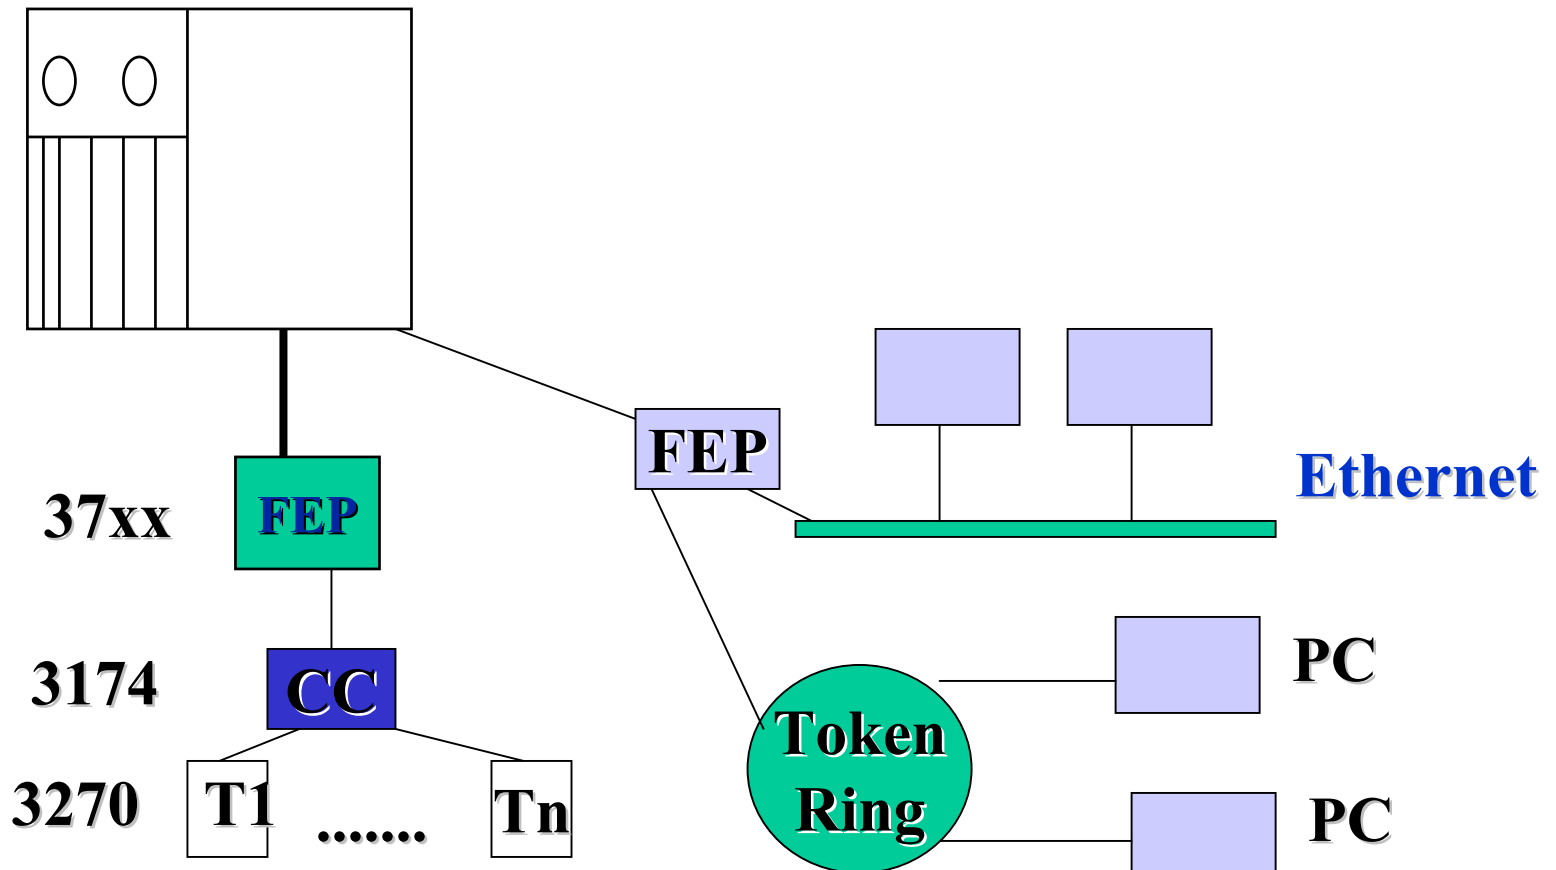 FEP
Ethernet
37xx
FEP
3174
CC
PC
Token
Ring
3270
T1
.......
Tn
PC